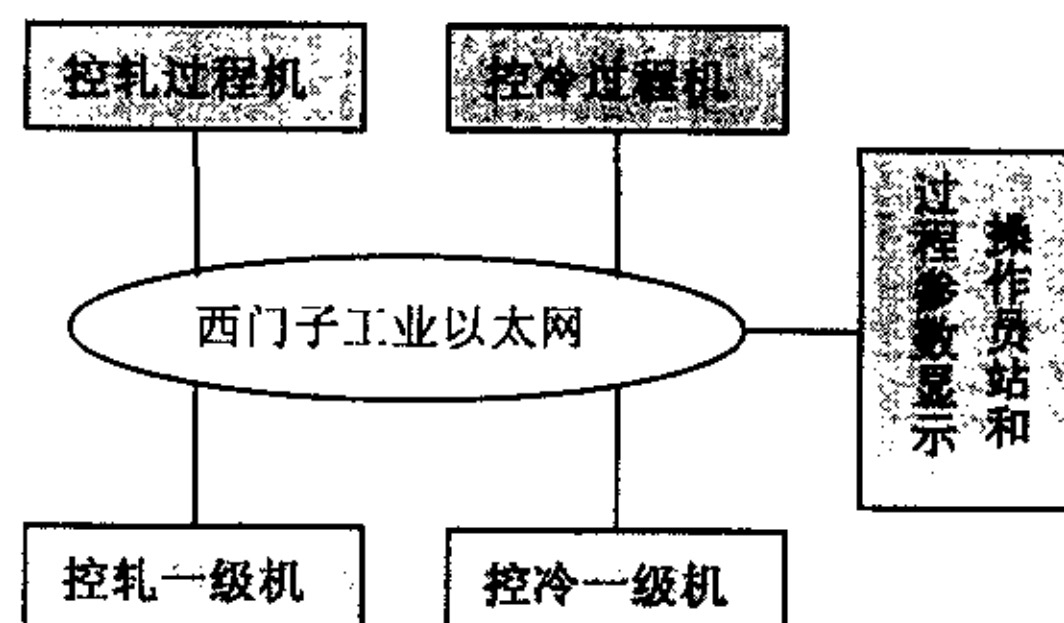 控轧过程机
控冷过程机
操作员站和
过程参数显示
西门子工业以太网
控轧一级机
控冷一级机